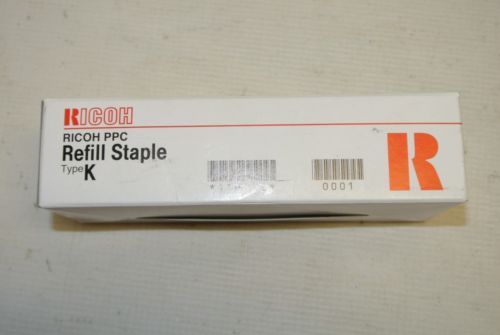 RICOH
RICOH PPC
Refill Staple
Type K
0001
R